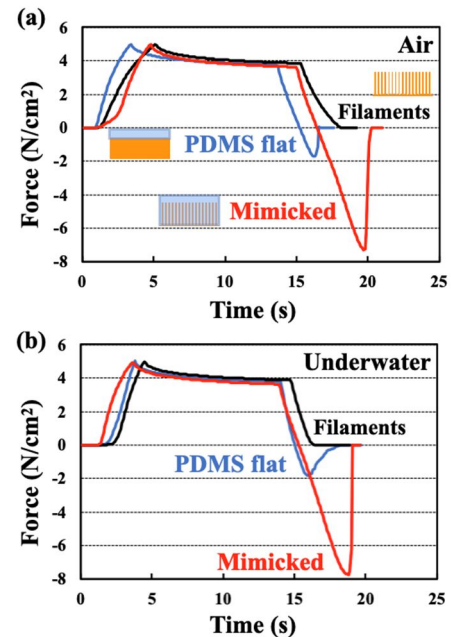 (a)
6
4
2
0
-2
-4
-6
-8
Force (N/cm²)
Air
Filaments
PDMS flat
Mimicked
0 5 10 15 20 25
Time (s)
(b)
6
4
2
0
-2
-4
-6
-8
Force (N/cm²)
Underwater
Filaments
PDMS flat
Mimicked
0 5 10 15 20 25
Time (s)